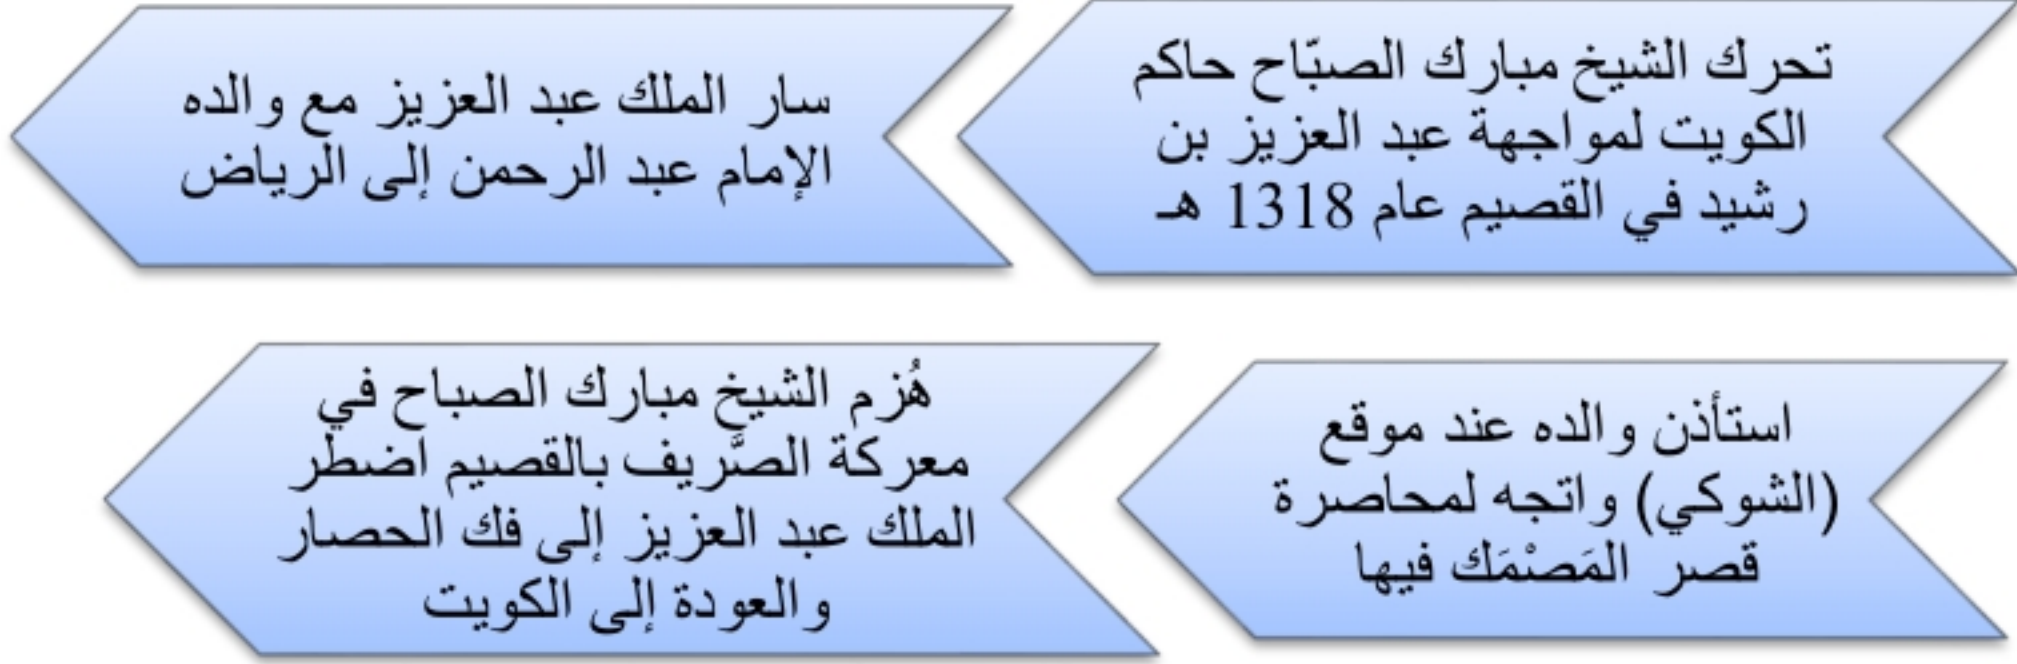 تحرك الشيخ مبارك الصبّاح حاكم
الكويت لمواجهة عبد العزيز بن
رشيد في القصيم عام 1318 هـ
سار الملك عبد العزيز مع والده
الإمام عبد الرحمن إلى الرياض
استأذن والده عند موقع
(الشوكي) واتجه لمحاصرة
قصر المَصْمَك فيها
هُزم الشيخ مبارك الصباح في
معركة الصَّريف بالقصيم اضطر
الملك عبد العزيز إلى فك الحصار
والعودة إلى الكويت